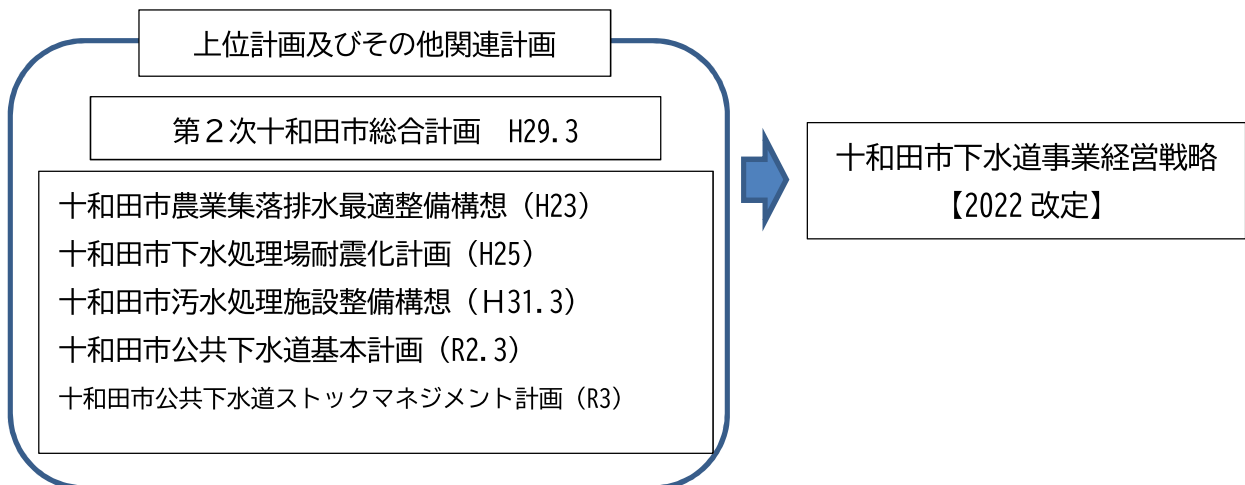 上位計画及びその他関連計画
第２次十和田市総合計画　H29.3
十和田市農業集落排水最適整備構想（H23）
十和田市下水処理場耐震化計画（H25）
十和田市汚水処理施設整備構想（Ｈ31.3）
十和田市公共下水道基本計画（R2.3）
十和田市公共下水道ストックマネジメント計画（R3）
十和田市下水道事業経営戦略
【2022 改定】